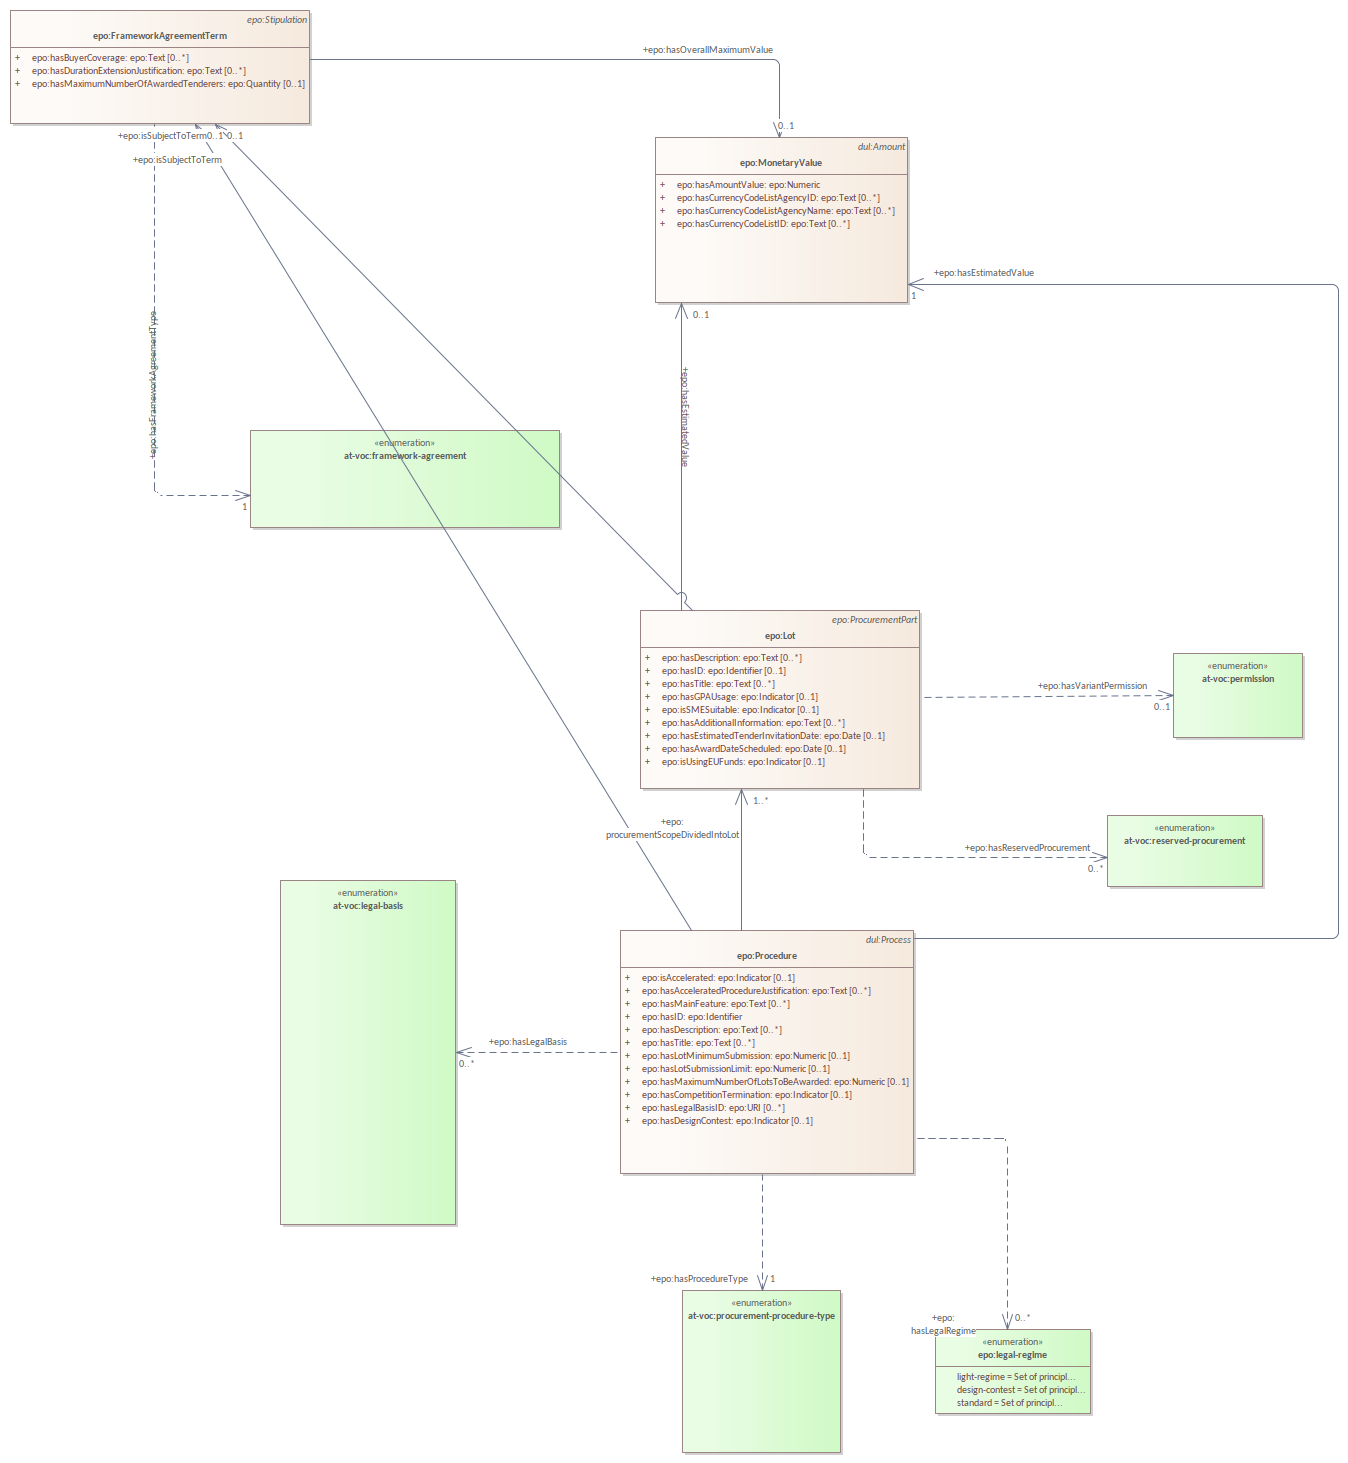 epo:Stipulation
epo:FrameworkAgreementTerm
+ epo:hasBuyerCoverage: epo:Text [0..*]
+ epo:hasDurationExtensionJustification: epo:Text [0..*]
+ epo:hasMaximumNumberOfAwardedTenderers: epo:Quantity [0..1]
+epo:hasOverallMaximumValue
0..1
+epo:isSubjectToTerm 0..1 0..1
+epo:isSubjectToTerm
dul:Amount
epo:MonetaryValue
+ epo:hasAmountValue: epo:Numeric
+ epo:hasCurrencyCodeListAgencyID: epo:Text [0..*]
+ epo:hasCurrencyCodeListAgencyName: epo:Text [0..*]
+ epo:hasCurrencyCodeListID: epo:Text [0..*]
+epo:hasEstimatedValue
1
0..1
+epo:hasEstimatedValue
+epo:hasFrameworkAgreementType
«enumeration»
at-voc:framework-agreement
1
epo:ProcurementPart
epo:Lot
+ epo:hasDescription: epo:Text [0..*]
+ epo:hasID: epo:Identifier [0..1]
+ epo:hasTitle: epo:Text [0..*]
+ epo:hasGPAUsage: epo:Indicator [0..1]
+ epo:isSMESuitable: epo:Indicator [0..1]
+ epo:hasAdditionalInformation: epo:Text [0..*]
+ epo:hasEstimatedTenderInvitationDate: epo:Date [0..1]
+ epo:hasAwardDateScheduled: epo:Date [0..1]
+ epo:isUsingEUFunds: epo:Indicator [0..1]
+epo:hasVariantPermission
0..1
«enumeration»
at-voc:permission
1..*
+epo:
procurementScopeDividedIntoLot
+epo:hasReservedProcurement
0..*
«enumeration»
at-voc:reserved-procurement
«enumeration»
at-voc:legal-basis
dul:Process
epo:Procedure
+ epo:isAccelerated: epo:Indicator [0..1]
+ epo:hasAcceleratedProcedureJustification: epo:Text [0..*]
+ epo:hasMainFeature: epo:Text [0..*]
+ epo:hasID: epo:Identifier
+ epo:hasDescription: epo:Text [0..*]
+ epo:hasTitle: epo:Text [0..*]
+ epo:hasLotMinimumSubmission: epo:Numeric [0..1]
+ epo:hasLotSubmissionLimit: epo:Numeric [0..1]
+ epo:hasMaximumNumberOfLotsToBeAwarded: epo:Numeric [0..1]
+ epo:hasCompetitionTermination: epo:Indicator [0..1]
+ epo:hasLegalBasisID: epo:URI [0..*]
+ epo:hasDesignContest: epo:Indicator [0..1]
+epo:hasLegalBasis
0..*
+epo:hasProcedureType 1
«enumeration»
at-voc:procurement-procedure-type
+epo:
hasLegalRegime
0..*
«enumeration»
epo:legal-regime
light-regime = Set of principl...
design-contest = Set of principl...
standard = Set of principl...